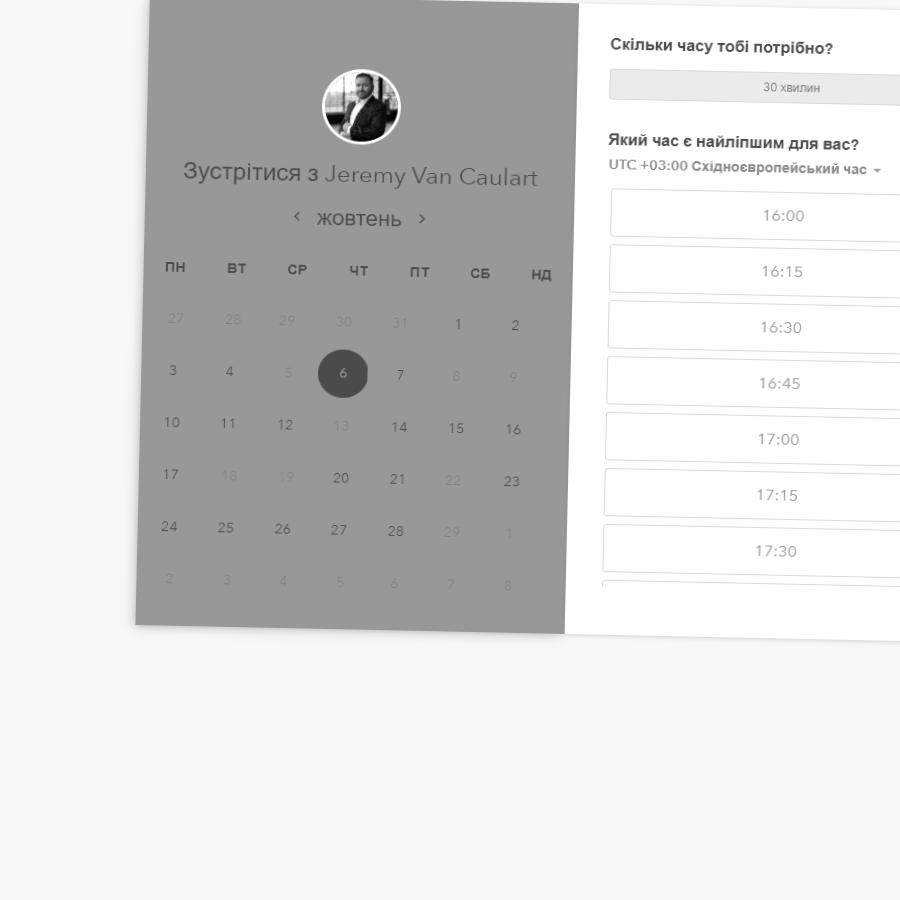 Зустрітися з Jeremy Van Caulart
жовтень
ПН ВТ СР ЧТ ПТ СБ НД
27 28 29 30 31 1 2
3 4 5 6 7 8 9
10 11 12 13 14 15 16
17 18 19 20 21 22 23
24 25 26 27 28 29 1
2 3 4 5 6 7 8
Скільки часу тобі потрібно?
30 хвилин
Який час є найліпшим для вас?
UTC +03:00 Східноєвропейський час
16:00
16:15
16:30
16:45
17:00
17:15
17:30